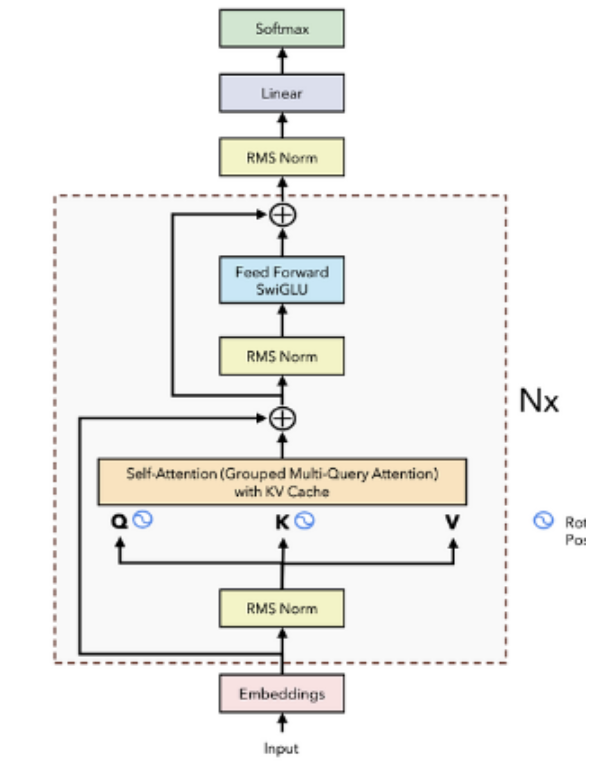 Softmax
Linear
RMS Norm
Feed Forward
SwiGLU
RMS Norm
Nx
Self-Attention (Grouped Multi-Query Attention)
with KV Cache
Q K V
Rot
Pos
RMS Norm
Embeddings
Input